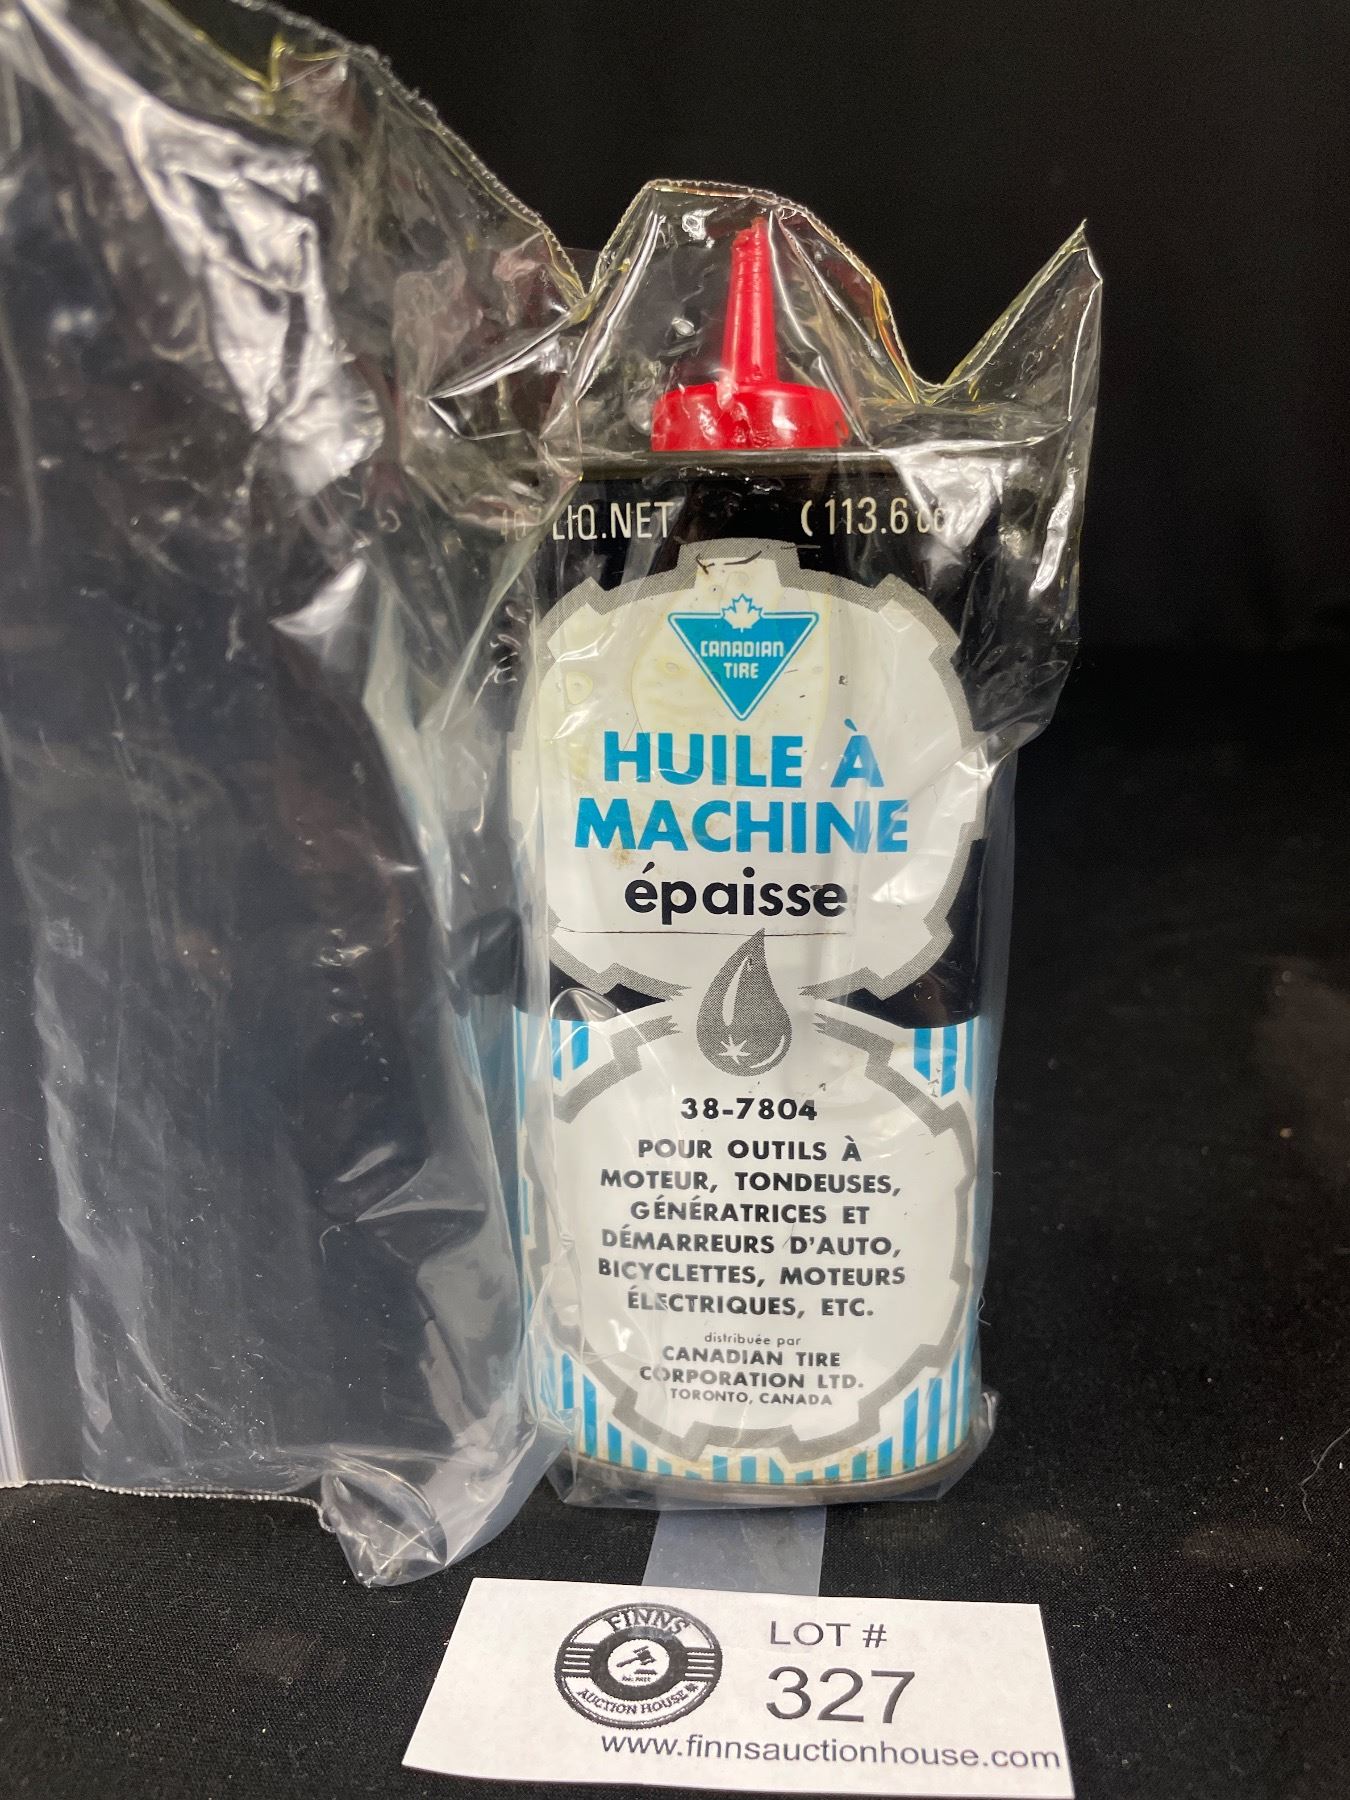 LIQ.NET (113.6 cc)
CANADIAN
TIRE
HUILE À
MACHINE
épaisse
38-7804
POUR OUTILS À
MOTEUR, TONDEUSES,
GÉNÉRATRICES ET
DÉMARREURS D'AUTO,
BICYCLETTES, MOTEURS
ÉLECTRIQUES, ETC.
distribuée par
CANADIAN TIRE
CORPORATION LTD.
TORONTO, CANADA
FINNS
AUCTION HOUSE
LOT #
327
www.finnsauctionhouse.com